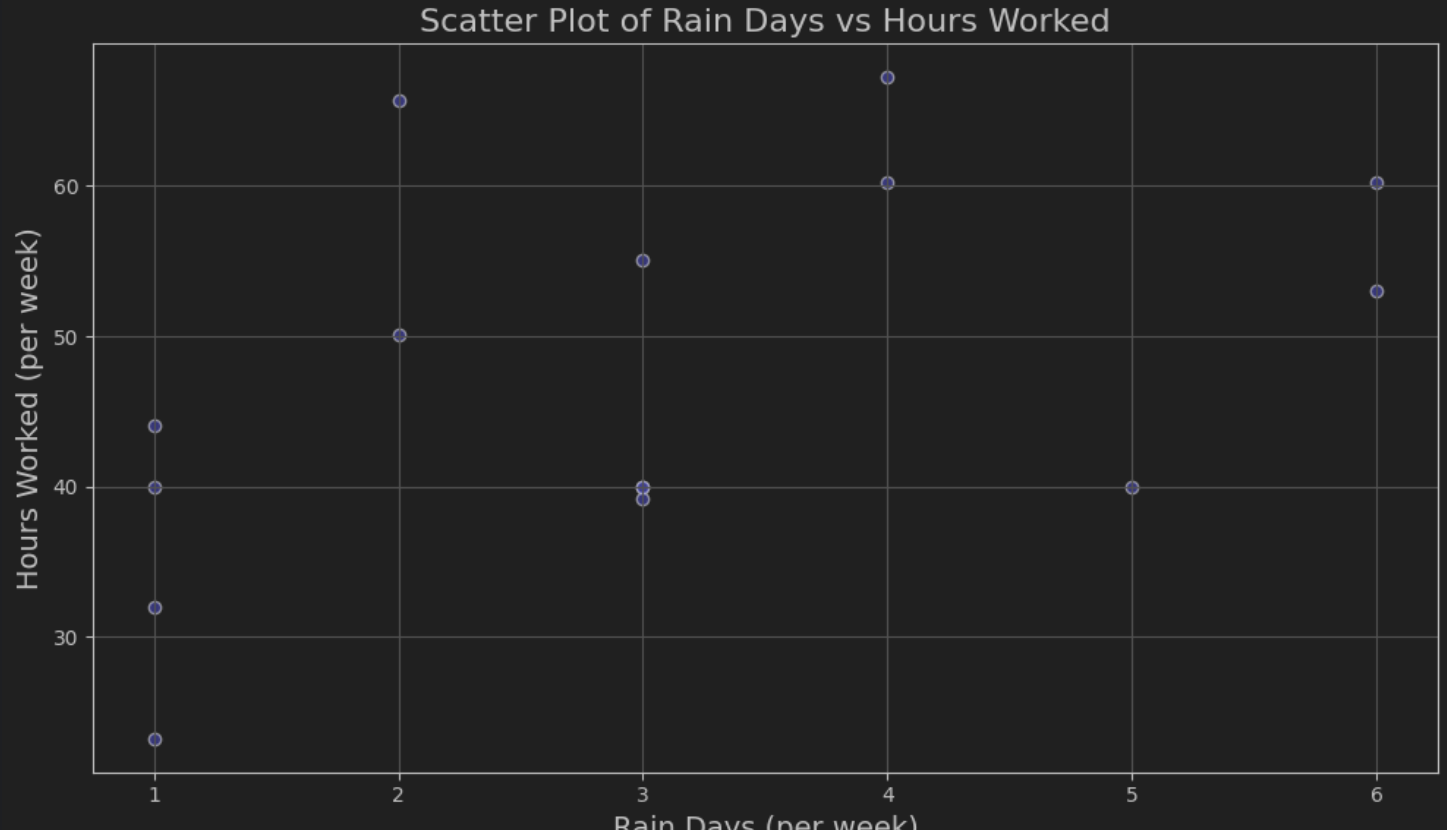 Scatter Plot of Rain Days vs Hours Worked
Hours Worked (per week)
60
50
40
30
1 2 3 4 5 6
Rain Days (per week)